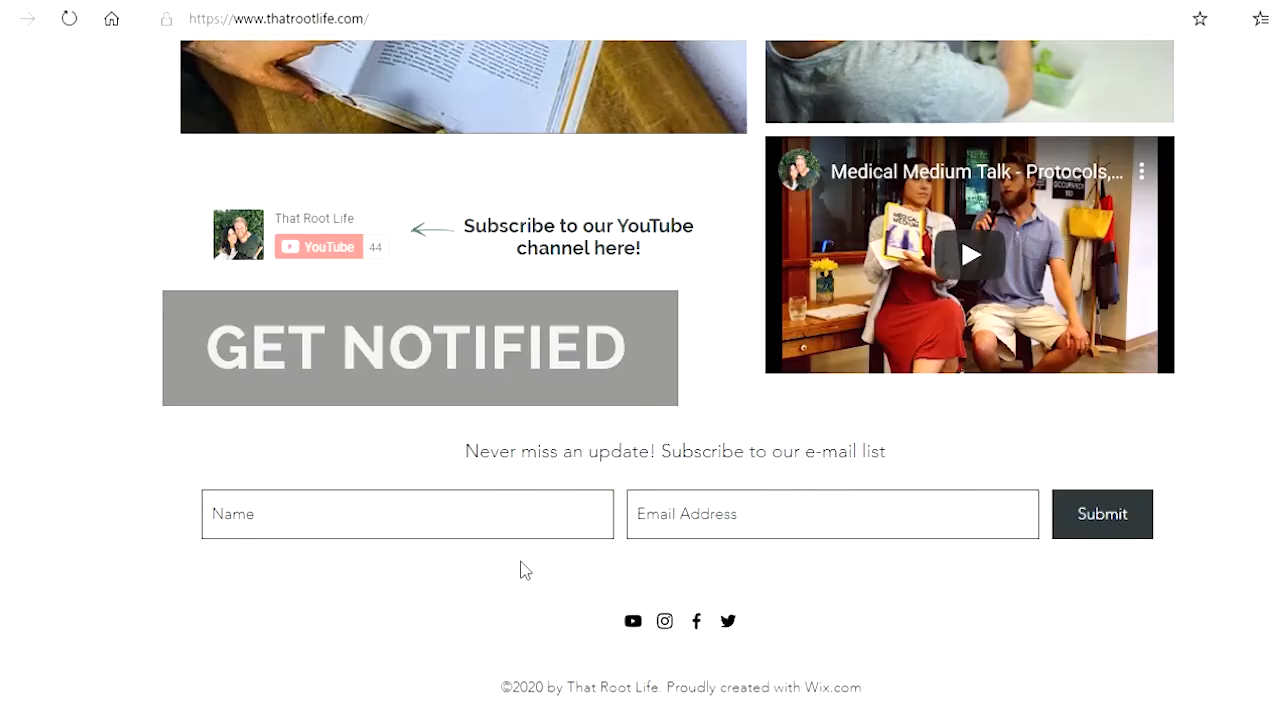 https://www.thatrootlife.com/
Medical Medium Talk - Protocols,...
MEDICAL
MEDIUM
That Root Life
YouTube 44
Subscribe to our YouTube
channel here!
GET NOTIFIED
Never miss an update! Subscribe to our e-mail list
Name
Email Address
Submit
©2020 by That Root Life. Proudly created with Wix.com